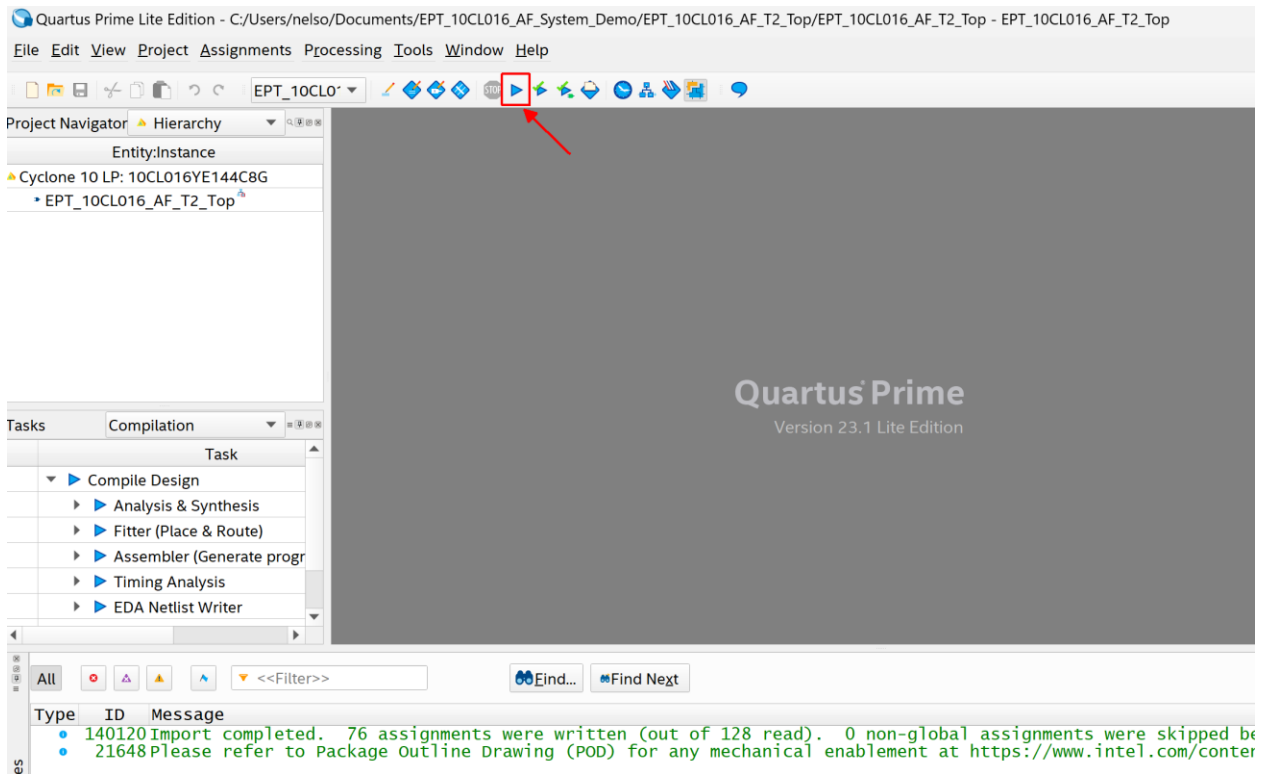 Quartus Prime Lite Edition - C:/Users/nelso/Documents/EPT_10CL016_AF_System_Demo/EPT_10CL016_AF_T2_Top/EPT_10CL016_AF_T2_Top - EPT_10CL016_AF_T2_Top
File Edit View Project Assignments Processing Tools Window Help
EPT_10CL0 STOP
Project Navigator Hierarchy
Entity:Instance
Cyclone 10 LP: 10CL016YE144C8G
EPT_10CL016_AF_T2_Top
Quartus Prime
Version 23.1 Lite Edition
Tasks Compilation
Task
Compile Design
Analysis & Synthesis
Fitter (Place & Route)
Assembler (Generate progr
Timing Analysis
EDA Netlist Writer
All <<Filter>> Find... Find Next
Type ID Message
140120 Import completed. 76 assignments were written (out of 128 read). 0 non-global assignments were skipped be
21648 Please refer to Package Outline Drawing (POD) for any mechanical enablement at https://www.intel.com/conter
es